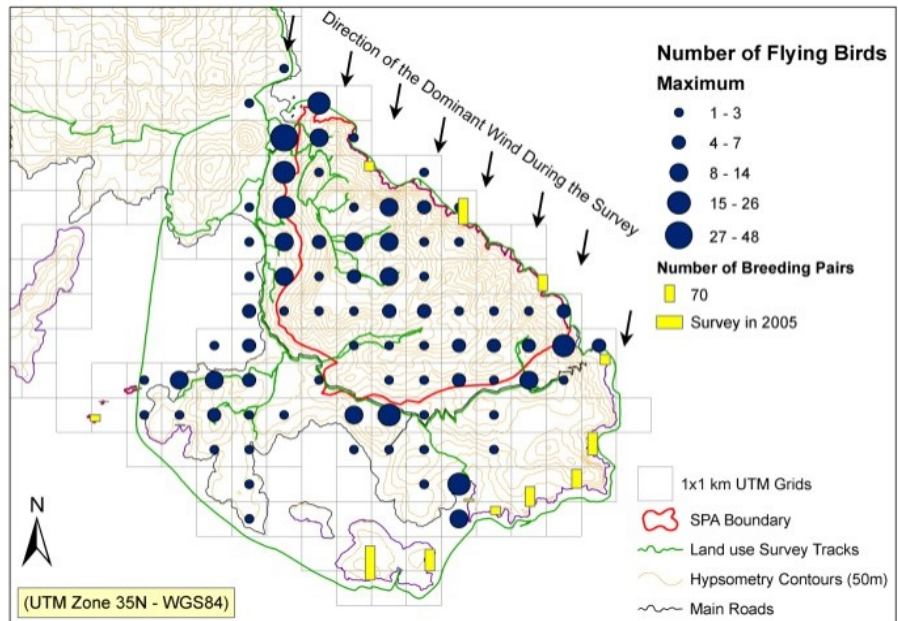 Direction of the Dominant Wind During the Survey
Number of Flying Birds
Maximum
1 - 3
4 - 7
8 - 14
15 - 26
27 - 48
Number of Breeding Pairs
70
Survey in 2005
1x1 km UTM Grids
SPA Boundary
Land use Survey Tracks
Hypsometry Contours (50m)
Main Roads
N
(UTM Zone 35N - WGS84)